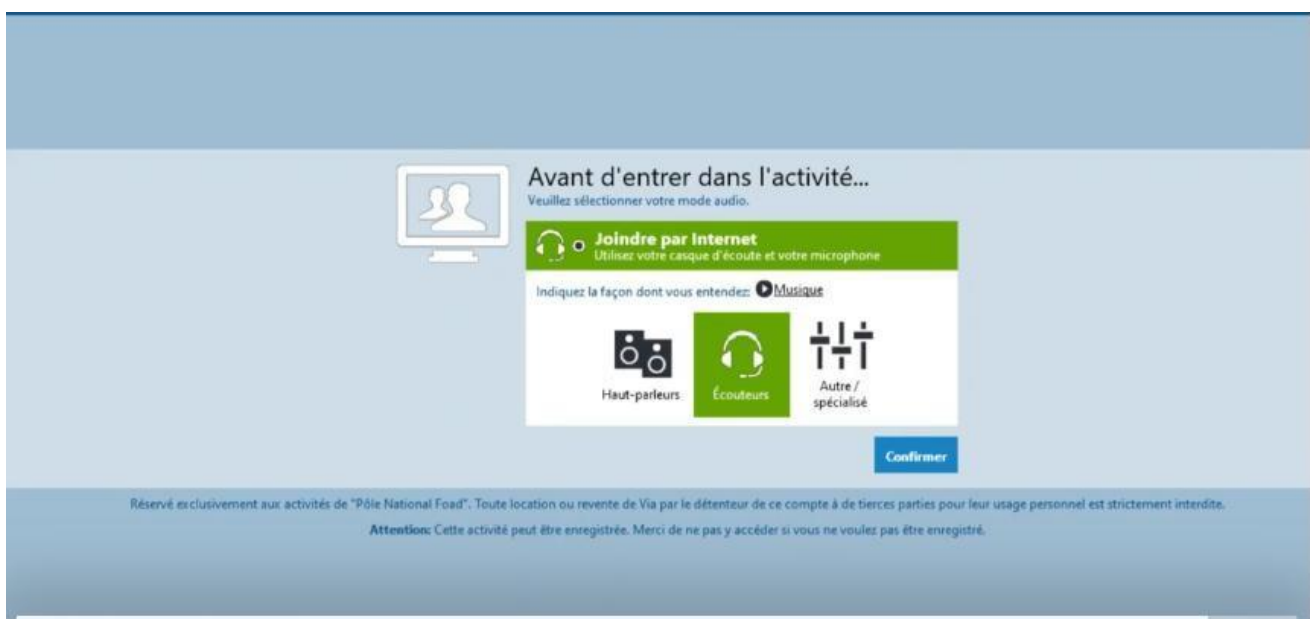 Avant d'entrer dans l'activité...
Veuillez sélectionner votre mode audio.
Joindre par Internet
Utilisez votre casque d'écoute et votre microphone
Indiquez la façon dont vous entendez: Musique
Haut-parleurs
Écouteurs
Autre /
spécialisé
Confirmer
Réservé exclusivement aux activités de "Pôle National Foad". Toute location ou revente de Via par le détenteur de ce compte à de tierces parties pour leur usage personnel est strictement interdite.
Attention: Cette activité peut être enregistrée. Merci de ne pas y accéder si vous ne voulez pas être enregistré.